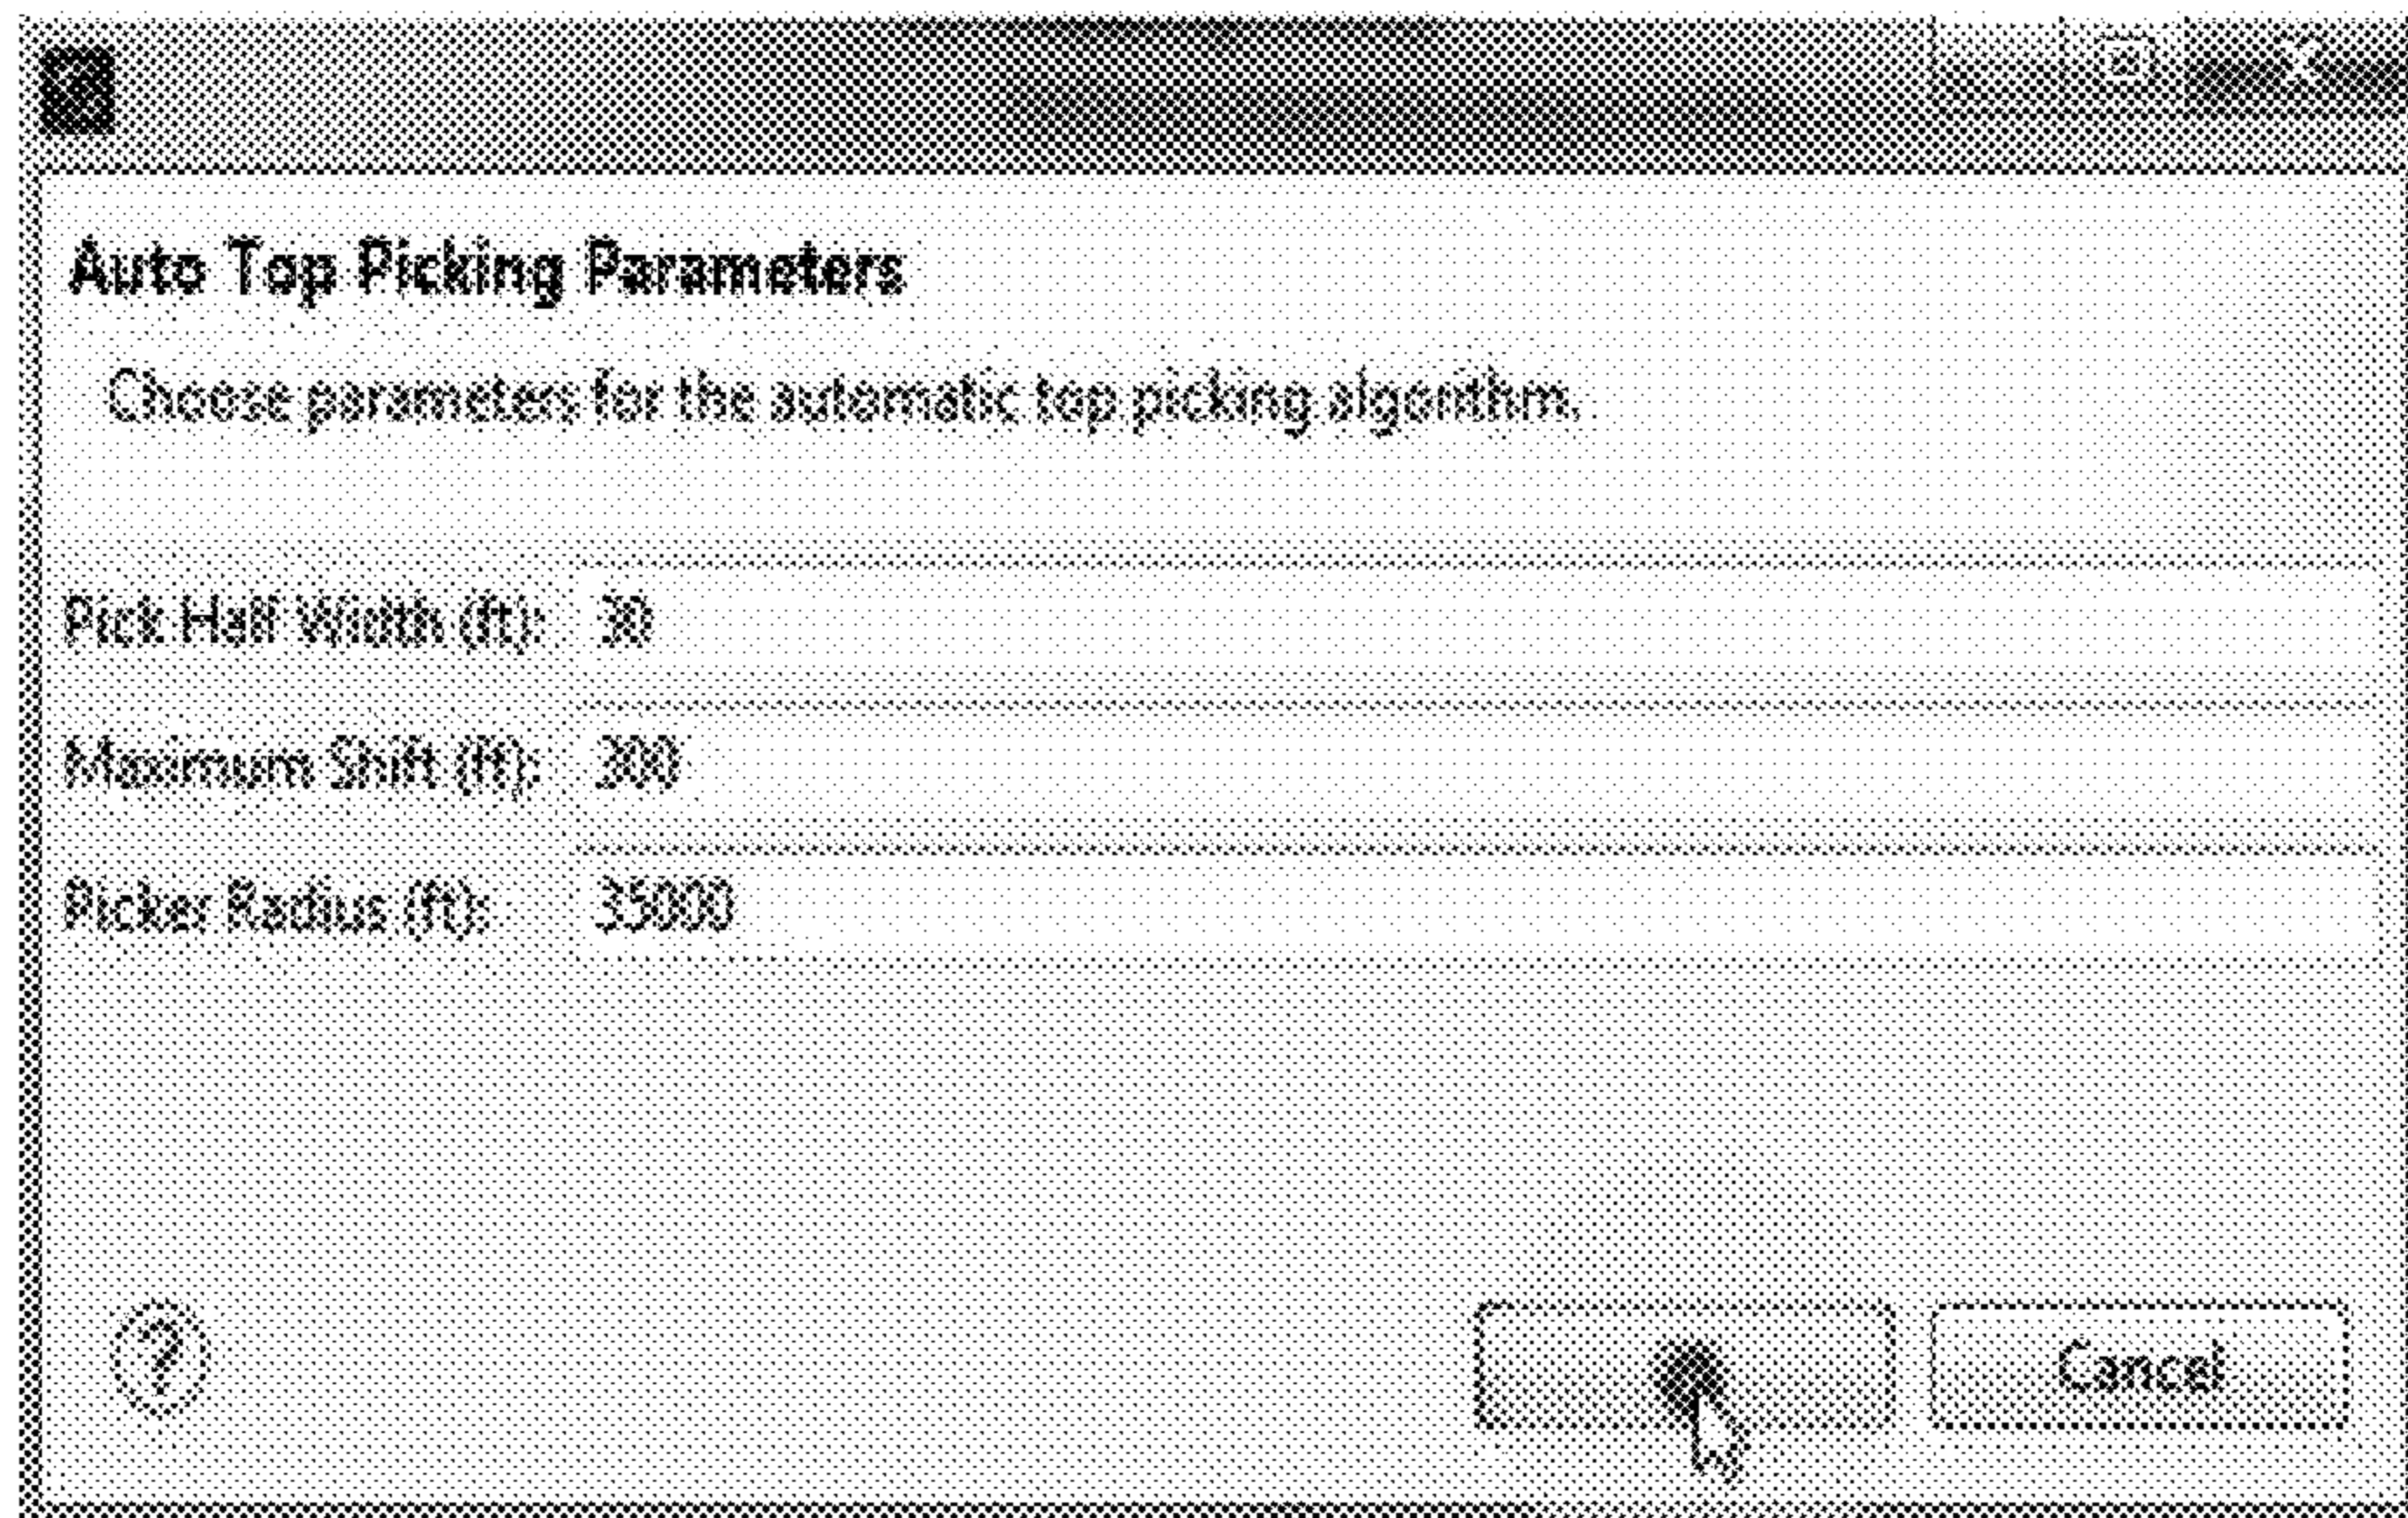 Auto Top Picking Parameters
Choose parameters for the automatic top picking algorithm.
Pick Half Width (ft): 30
Maximum Shift (ft): 300
Picker Radius (ft): 35000
?
Cancel